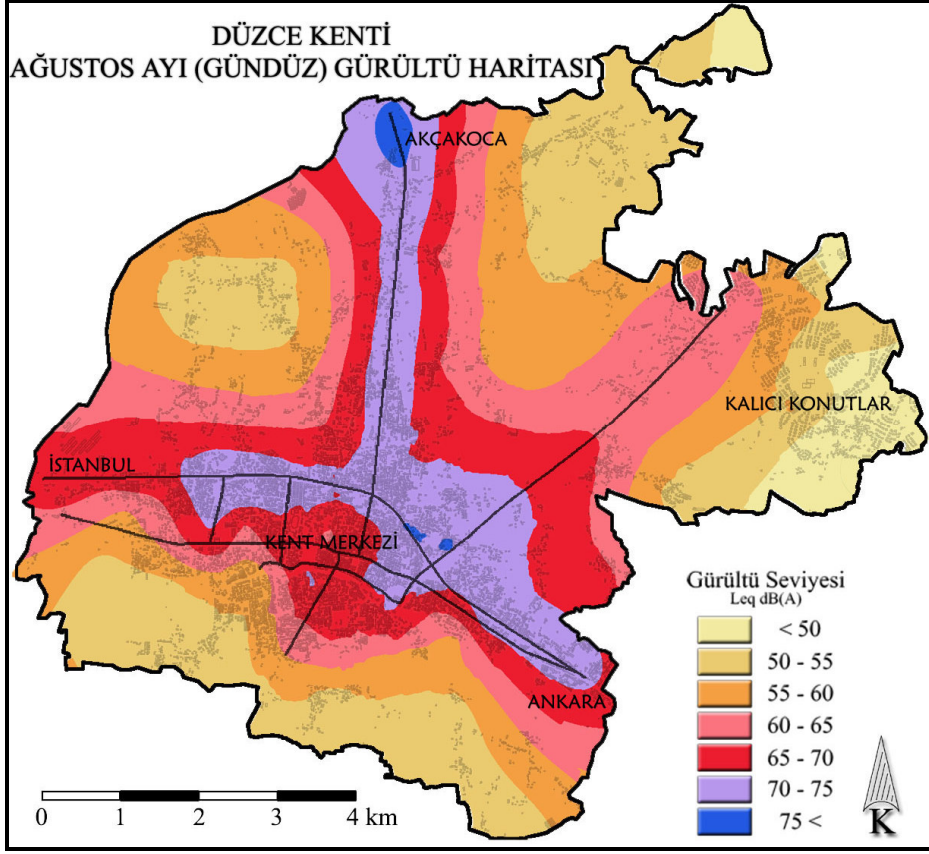 DÜZCE KENTİ
AĞUSTOS AYI (GÜNDÜZ) GÜRÜLTÜ HARİTASI
AKÇAKOCA
KALICI KONUTLAR
İSTANBUL
KENT MERKEZİ
ANKARA
Gürültü Seviyesi
Leq dB(A)
< 50
50 - 55
55 - 60
60 - 65
65 - 70
70 - 75
75 <
0 1 2 3 4 km
K